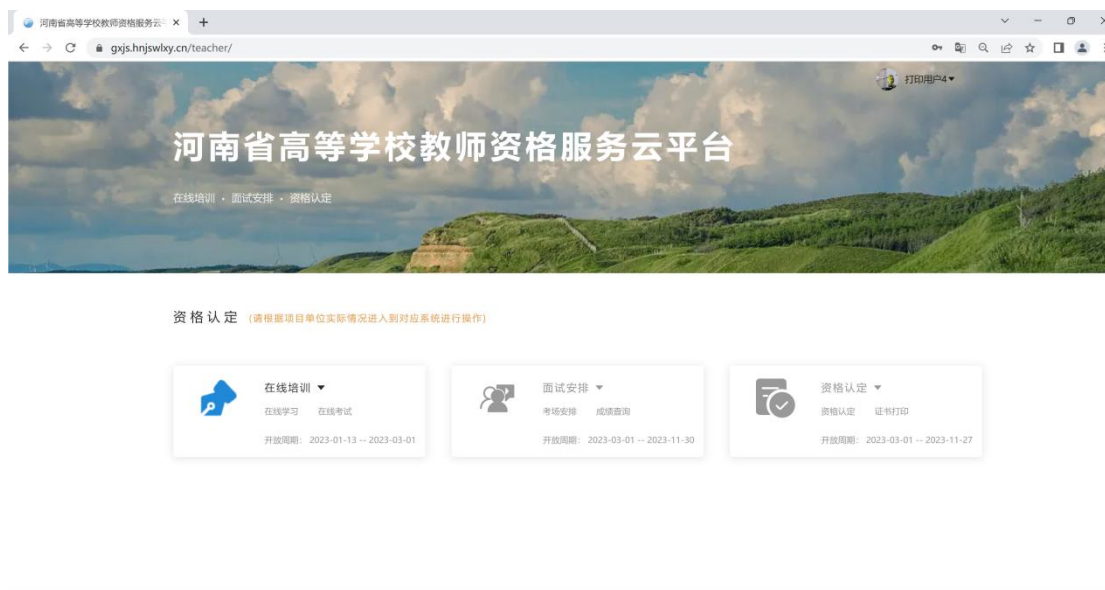 河南省高等学校教师资格服务云平
gxjs.hnjswlxy.cn/teacher/
打印用户4
河南省高等学校教师资格服务云平台
在线培训 · 面试安排 · 资格认定
资格认定 (请根据项目单位实际情况进入到对应系统进行操作)
在线培训
在线学习 在线考试
开放周期： 2023-01-13 -- 2023-03-01
面试安排
考场安排 成绩查询
开放周期： 2023-03-01 -- 2023-11-30
资格认定
资格认定 证书打印
开放周期： 2023-03-01 -- 2023-11-27